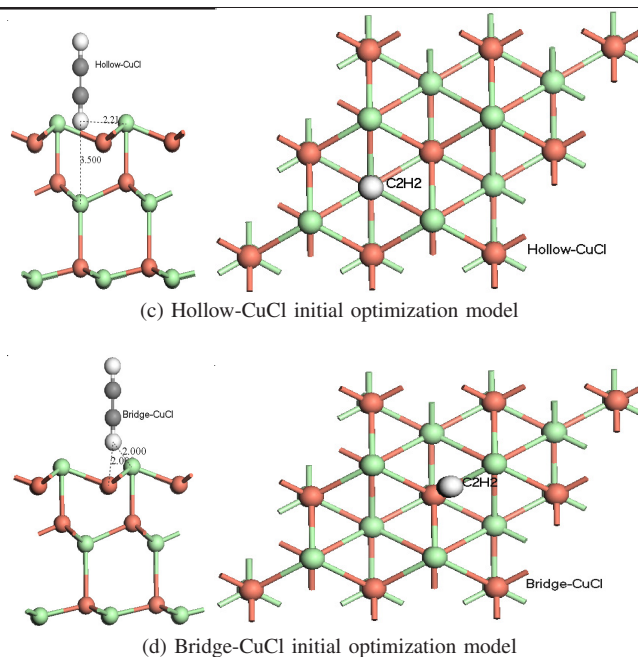 Hollow-CuCl
2.21
3.500
C2H2
Hollow-CuCl
(c) Hollow-CuCl initial optimization model
Bridge-CuCl
2.000
C2H2
Bridge-CuCl
(d) Bridge-CuCl initial optimization model